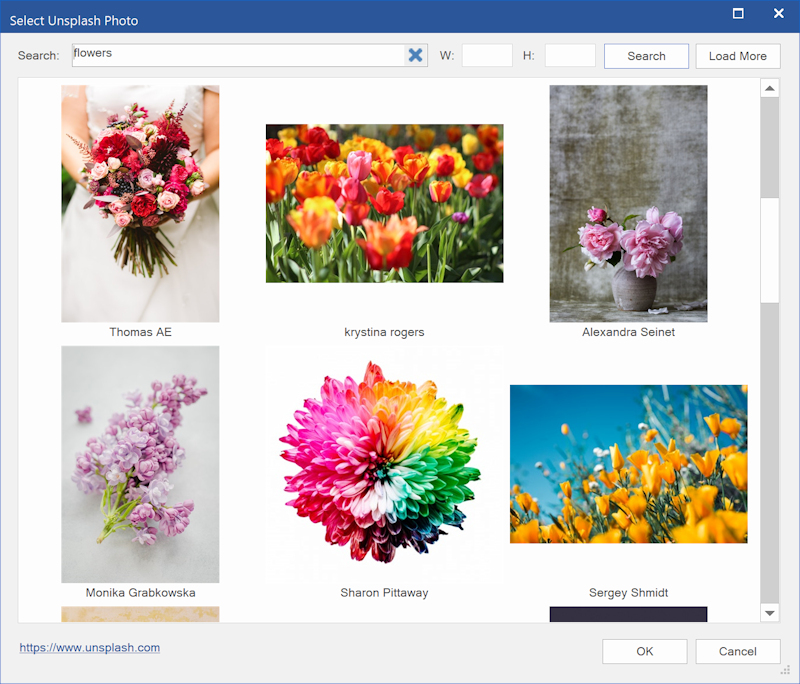 Select Unsplash Photo
Search: flowers W: H: Search Load More
Thomas AE krystina rogers Alexandra Seinet
Monika Grabkowska Sharon Pittaway Sergey Shmidt
https://www.unsplash.com OK Cancel